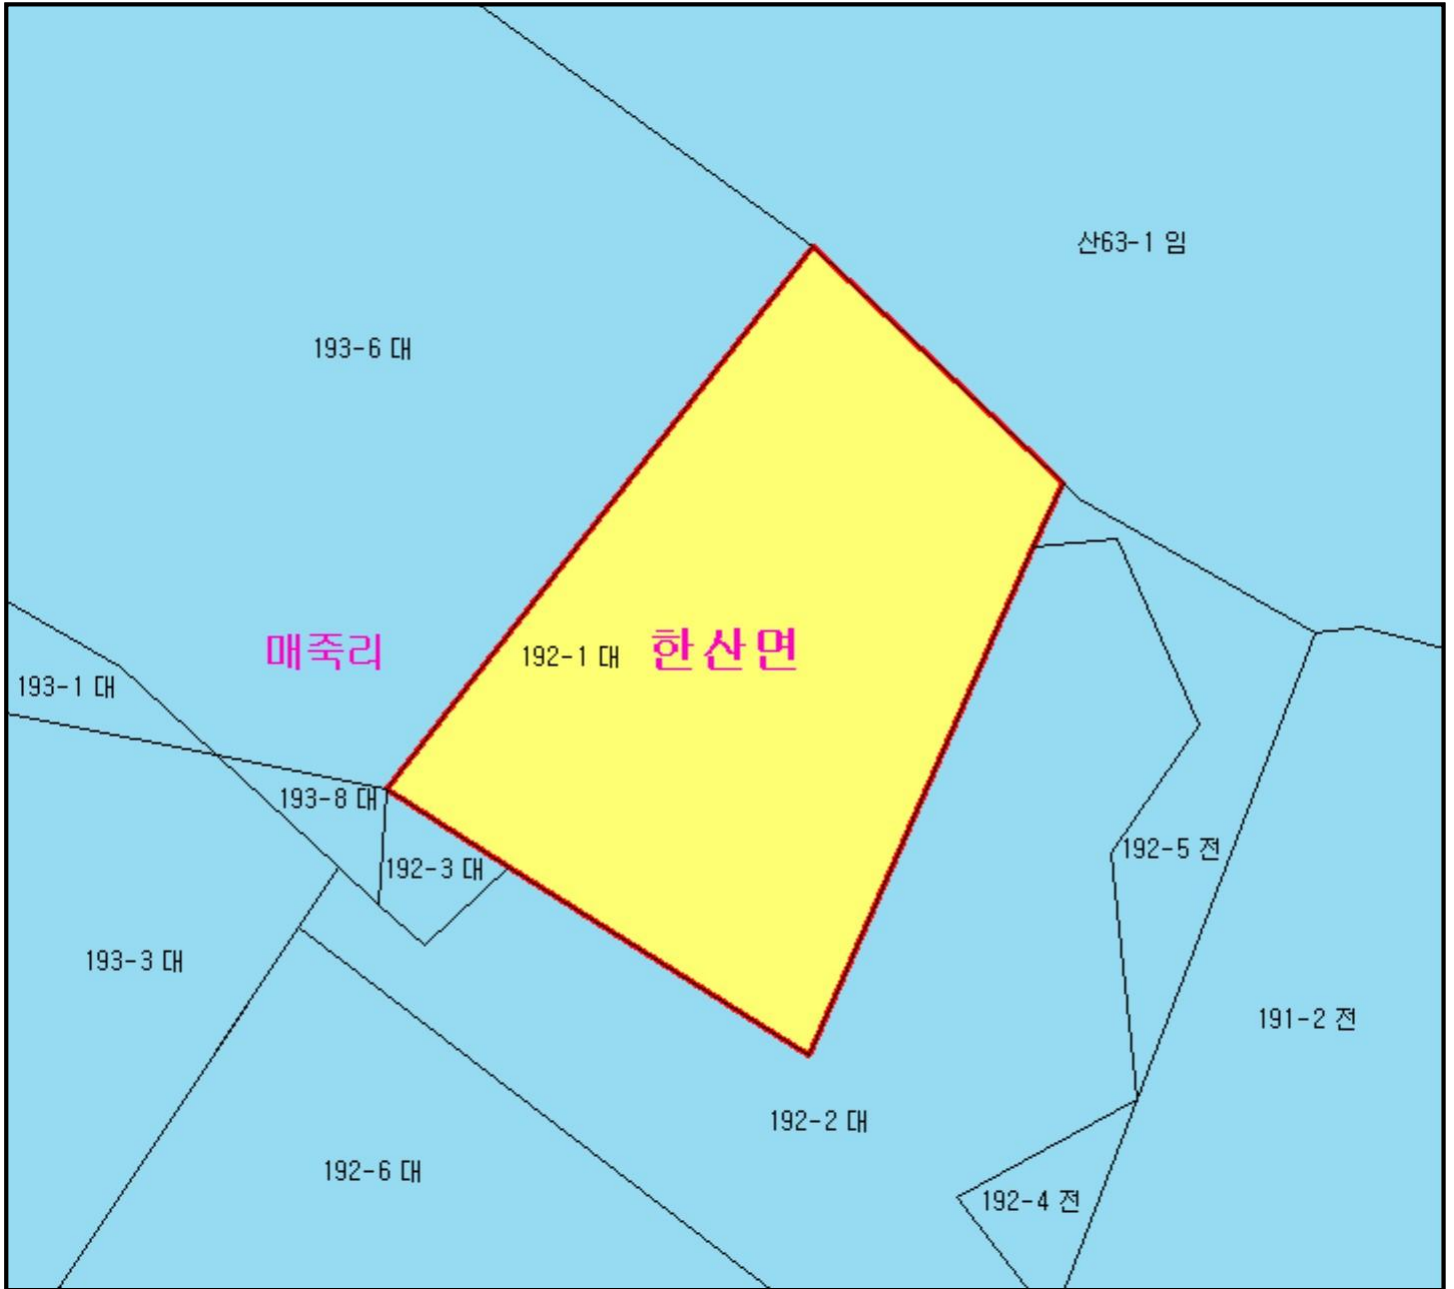 산63-1 임
193-6 대
매죽리
192-1 대
한산면
193-1 대
193-8 대
192-3 대
192-5 전
193-3 대
191-2 전
192-2 대
192-6 대
192-4 전